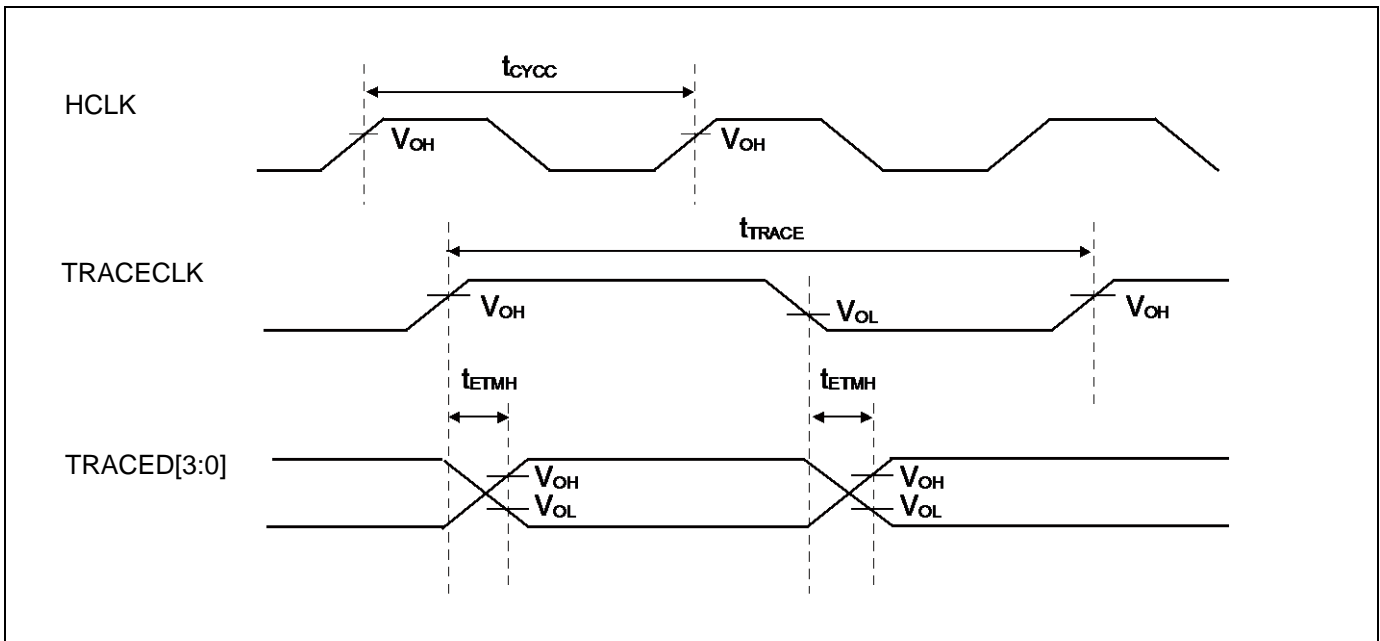 tCYCC
HCLK
VOH VOH
tTRACE
TRACECLK
VOH VOL VOH
tETMH tETMH
TRACED[3:0]
VOH VOH
VOL VOL